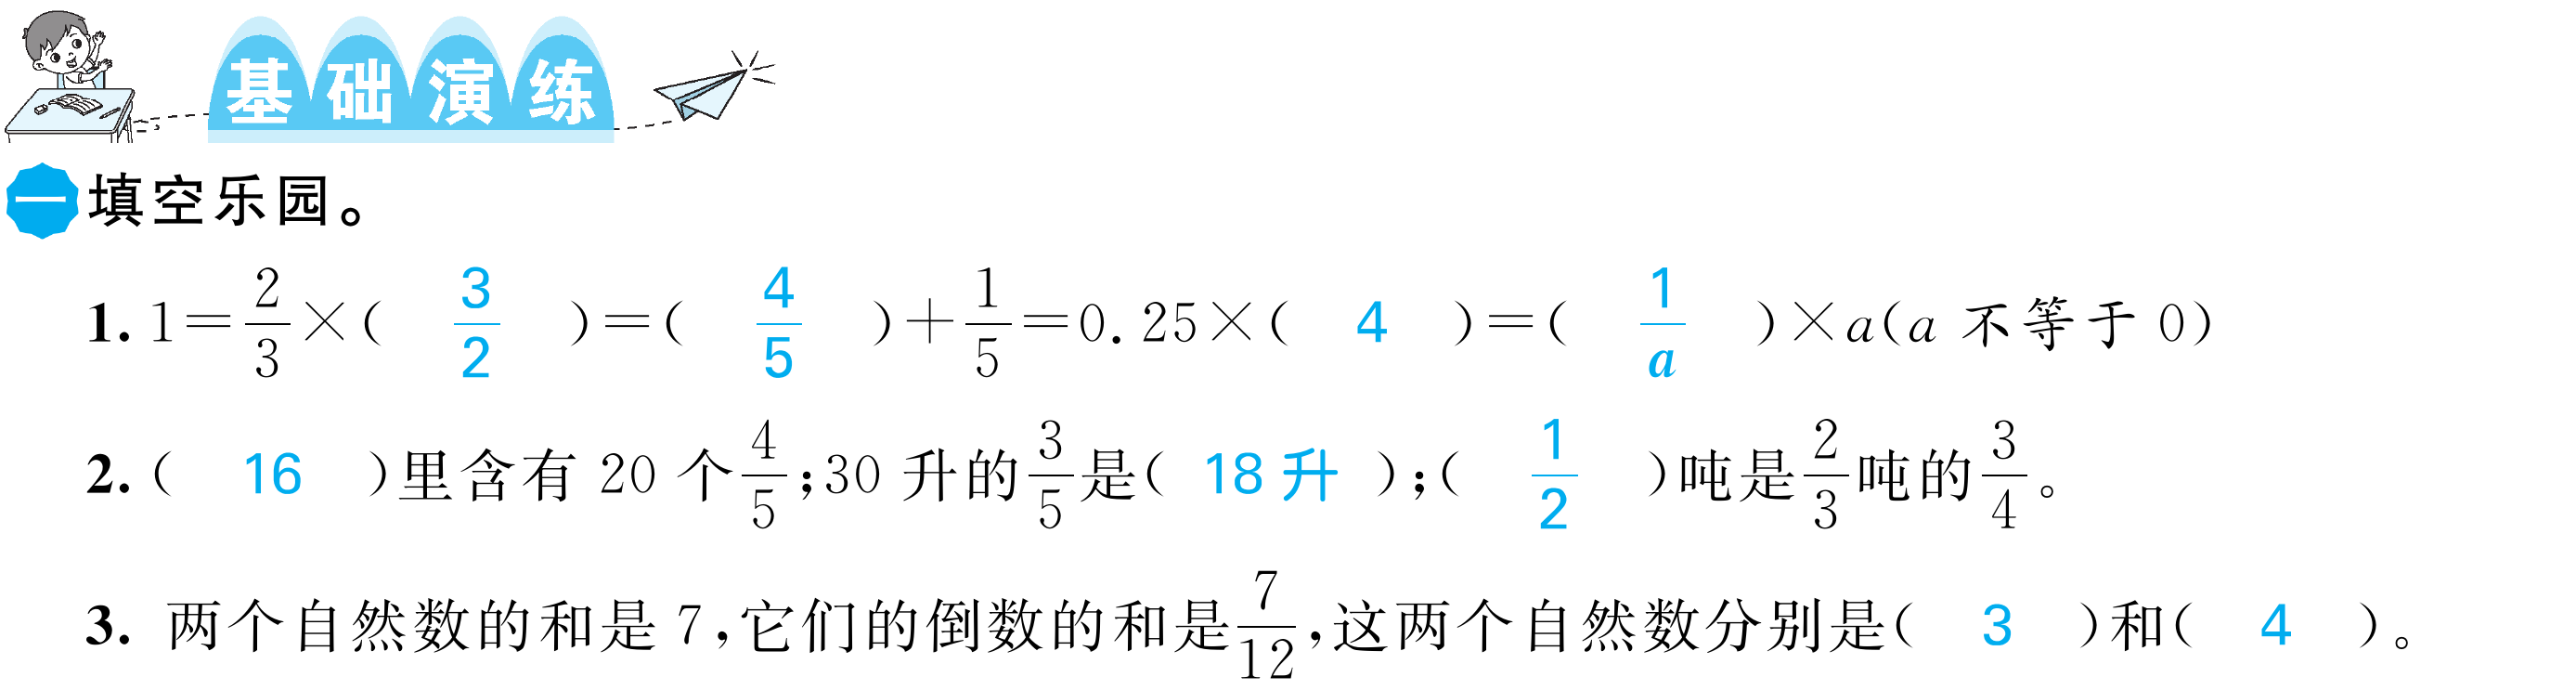 基础演练
一 填空乐园。
1. 1=2/3×( 3/2 )=( 4/5 )+1/5=0.25×( 4 )=( 1/a )×a(a 不等于 0)
2. ( 16 )里含有 20 个4/5;30 升的3/5是( 18 升 );( 1/2 )吨是2/3吨的3/4。
3. 两个自然数的和是 7,它们的倒数的和是7/12,这两个自然数分别是( 3 )和( 4 )。